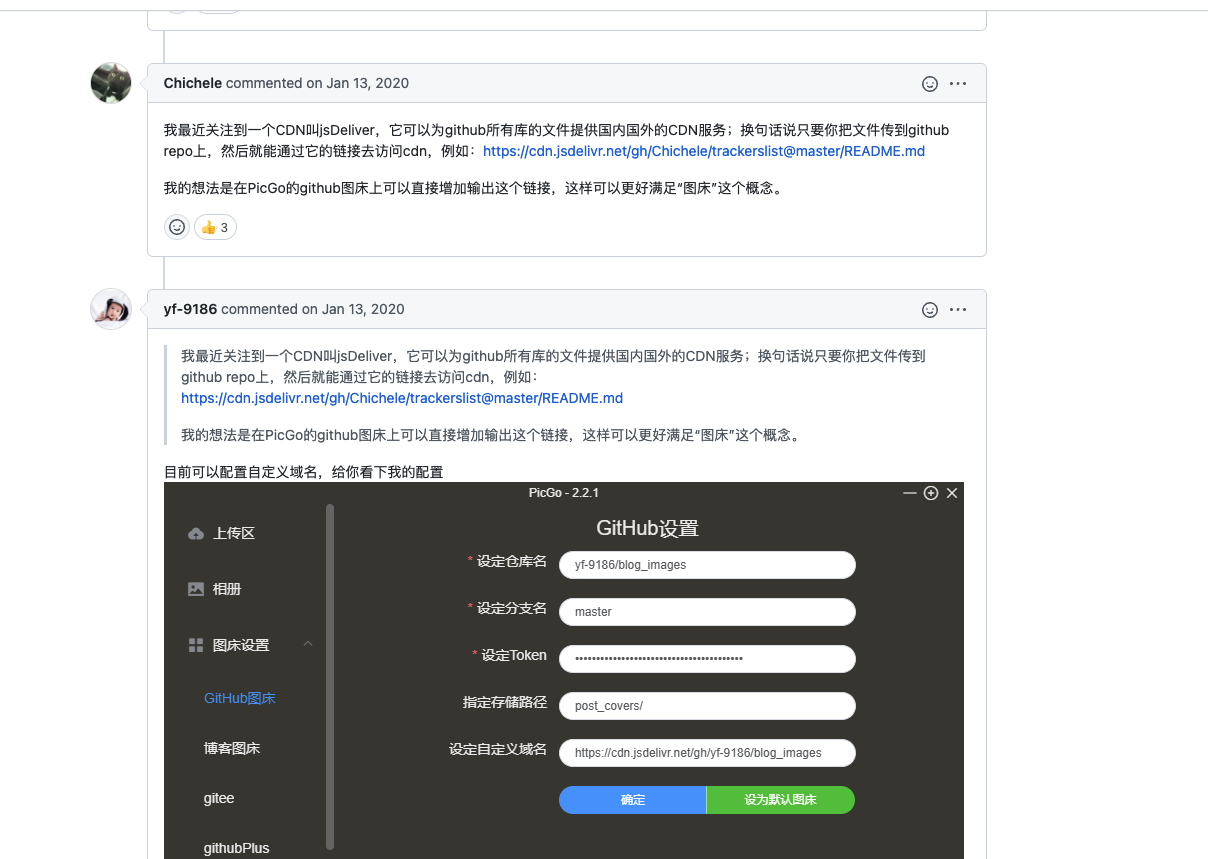 Chichele commented on Jan 13, 2020
我最近关注到一个CDN叫jsDeliver，它可以为github所有库的文件提供国内国外的CDN服务；换句话说只要你把文件传到github
repo上，然后就能通过它的链接去访问cdn，例如：https://cdn.jsdelivr.net/gh/Chichele/trackerslist@master/README.md
我的想法是在PicGo的github图床上可以直接增加输出这个链接，这样可以更好满足“图床”这个概念。
👍 3
yf-9186 commented on Jan 13, 2020
我最近关注到一个CDN叫jsDeliver，它可以为github所有库的文件提供国内国外的CDN服务；换句话说只要你把文件传到
github repo上，然后就能通过它的链接去访问cdn，例如：
https://cdn.jsdelivr.net/gh/Chichele/trackerslist@master/README.md
我的想法是在PicGo的github图床上可以直接增加输出这个链接，这样可以更好满足“图床”这个概念。
目前可以配置自定义域名，给你看下我的配置
PicGo - 2.2.1
上传区
相册
图床设置
GitHub图床
博客图床
gitee
githubPlus
GitHub设置
* 设定仓库名 yf-9186/blog_images
* 设定分支名 master
* 设定Token ••••••••••••••••••••••••••••••••••••••••
指定存储路径 post_covers/
设定自定义域名 https://cdn.jsdelivr.net/gh/yf-9186/blog_images
确定 设为默认图床